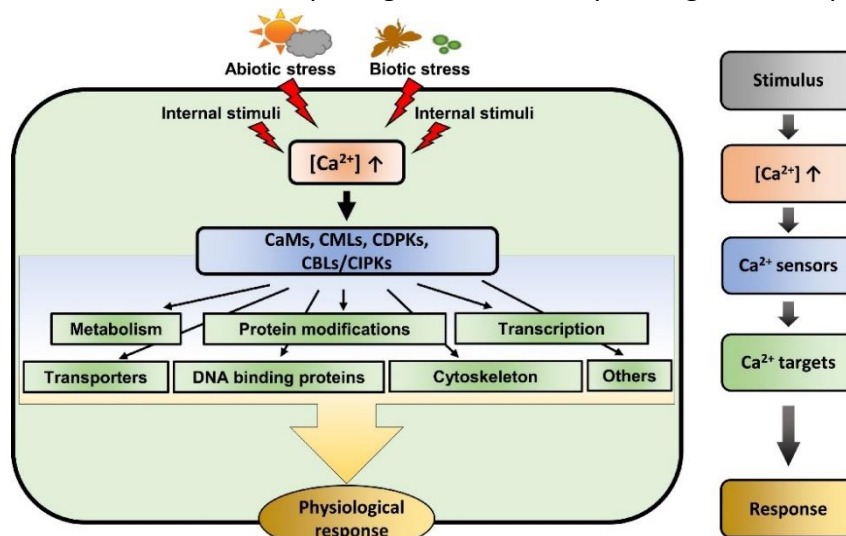 Abiotic stress
Biotic stress
Internal stimuli
Internal stimuli
[Ca²⁺] ↑
CaMs, CMLs, CDPKs,
CBLs/CIPKs
Metabolism
Protein modifications
Transcription
Transporters
DNA binding proteins
Cytoskeleton
Others
Physiological
response
Stimulus
[Ca²⁺] ↑
Ca²⁺ sensors
Ca²⁺ targets
Response